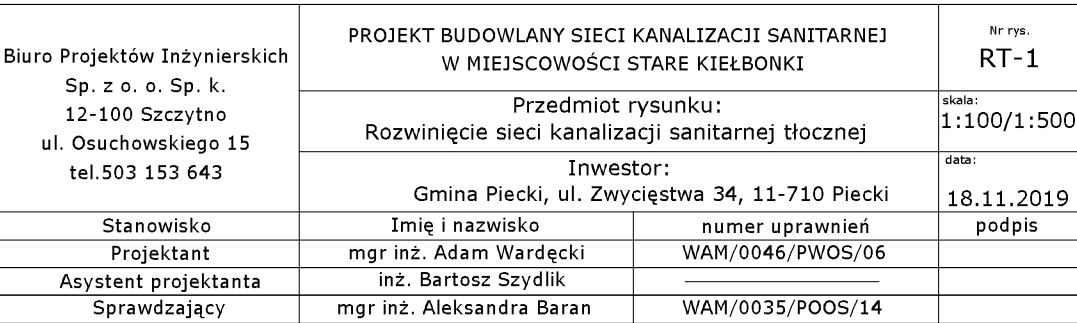 Biuro Projektów Inżynierskich
Sp. z o. o. Sp. k.
12-100 Szczytno
ul. Osuchowskiego 15
tel.503 153 643
PROJEKT BUDOWLANY SIECI KANALIZACJI SANITARNEJ
W MIEJSCOWOŚCI STARE KIEŁBONKI
Nr rys.
RT-1
Przedmiot rysunku:
Rozwinięcie sieci kanalizacji sanitarnej tłocznej
skala:
1:100/1:500
Inwestor:
Gmina Piecki, ul. Zwycięstwa 34, 11-710 Piecki
data:
18.11.2019
Stanowisko Imię i nazwisko numer uprawnień podpis
Projektant mgr inż. Adam Wardęcki WAM/0046/PWOS/06
Asystent projektanta inż. Bartosz Szydlik
Sprawdzający mgr inż. Aleksandra Baran WAM/0035/POOS/14